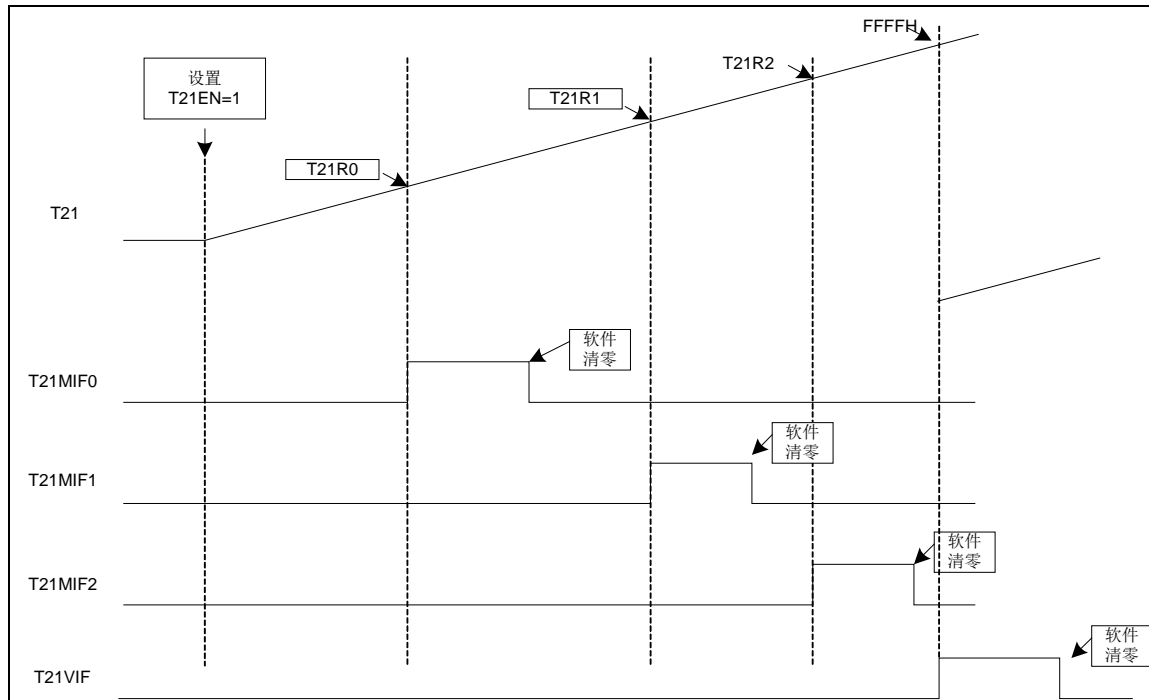 FFFFH
设置
T21EN=1
T21R2
T21R1
T21R0
T21
软件
清零
T21MIF0
软件
清零
T21MIF1
软件
清零
T21MIF2
软件
清零
T21VIF